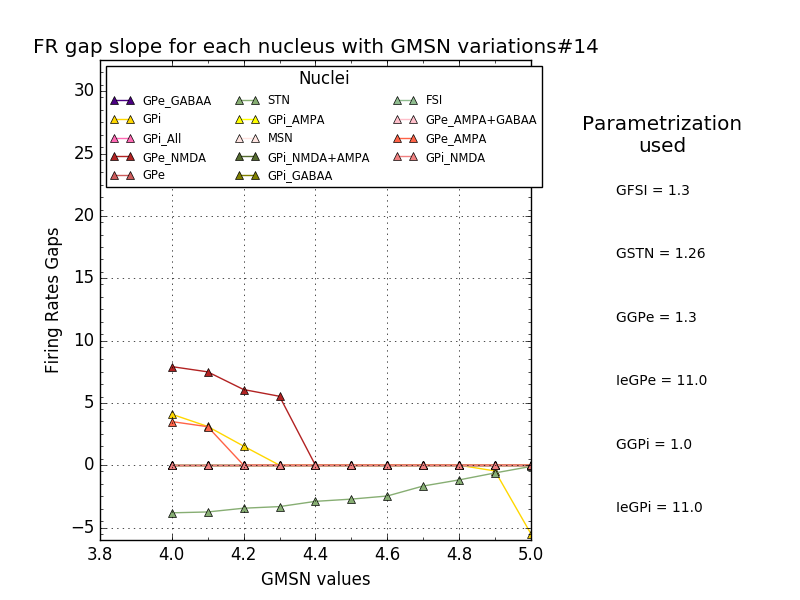 FR gap slope for each nucleus with GMSN variations#14
Nuclei
GPe_GABAA
GPi
GPi_All
GPe_NMDA
GPe
STN
GPi_AMPA
MSN
GPi_NMDA+AMPA
GPi_GABAA
FSI
GPe_AMPA+GABAA
GPe_AMPA
GPi_NMDA
30
25
20
15
10
5
0
−5
Firing Rates Gaps
3.8 4.0 4.2 4.4 4.6 4.8 5.0
GMSN values
Parametrization
used
GFSI = 1.3
GSTN = 1.26
GGPe = 1.3
IeGPe = 11.0
GGPi = 1.0
IeGPi = 11.0